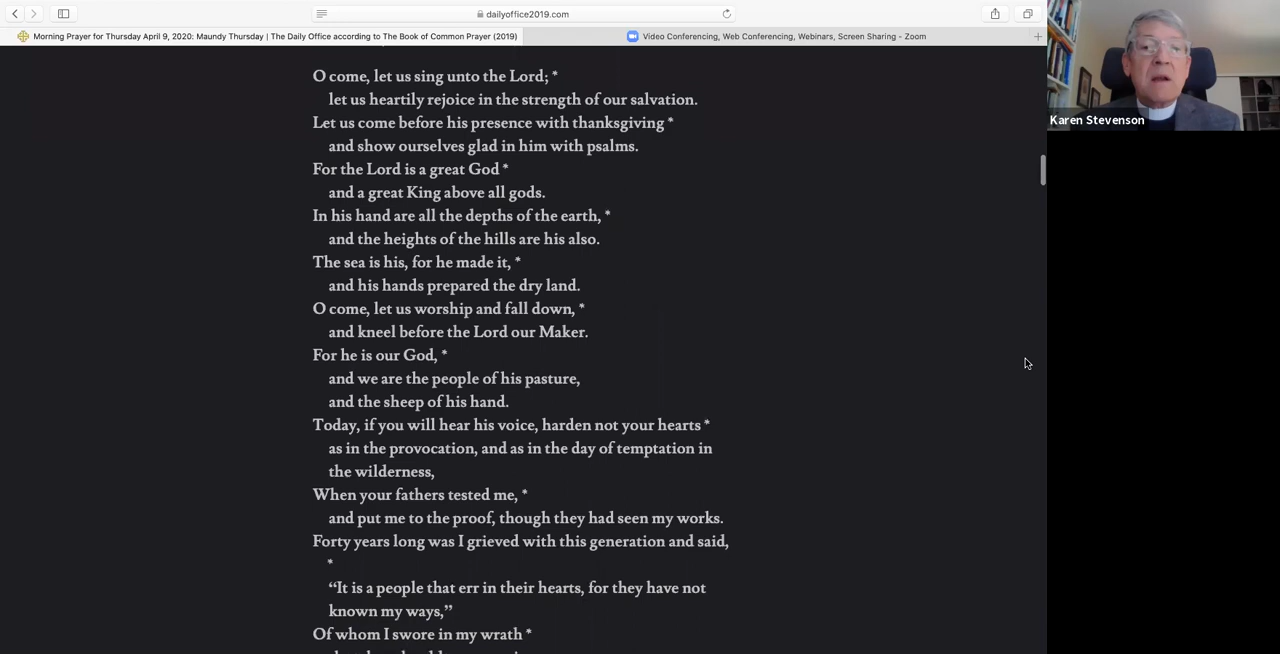 dailyoffice2019.com
Morning Prayer for Thursday April 9, 2020: Maundy Thursday | The Daily Office according to The Book of Common Prayer (2019)
Video Conferencing, Web Conferencing, Webinars, Screen Sharing - Zoom
Karen Stevenson
O come, let us sing unto the Lord; *
let us heartily rejoice in the strength of our salvation.
Let us come before his presence with thanksgiving *
and show ourselves glad in him with psalms.
For the Lord is a great God *
and a great King above all gods.
In his hand are all the depths of the earth, *
and the heights of the hills are his also.
The sea is his, for he made it, *
and his hands prepared the dry land.
O come, let us worship and fall down, *
and kneel before the Lord our Maker.
For he is our God, *
and we are the people of his pasture,
and the sheep of his hand.
Today, if you will hear his voice, harden not your hearts *
as in the provocation, and as in the day of temptation in
the wilderness,
When your fathers tested me, *
and put me to the proof, though they had seen my works.
Forty years long was I grieved with this generation and said,
*
“It is a people that err in their hearts, for they have not
known my ways,”
Of whom I swore in my wrath *